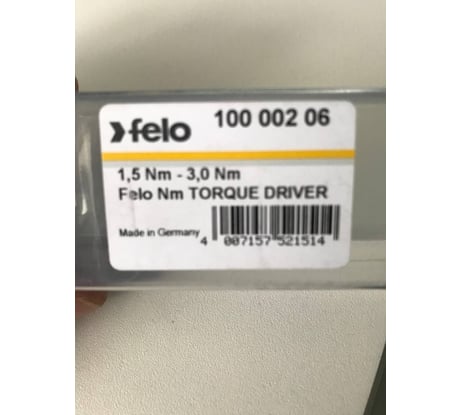 felo 100 002 06
1,5 Nm - 3,0 Nm
Felo Nm TORQUE DRIVER
Made in Germany
4 007157 521514